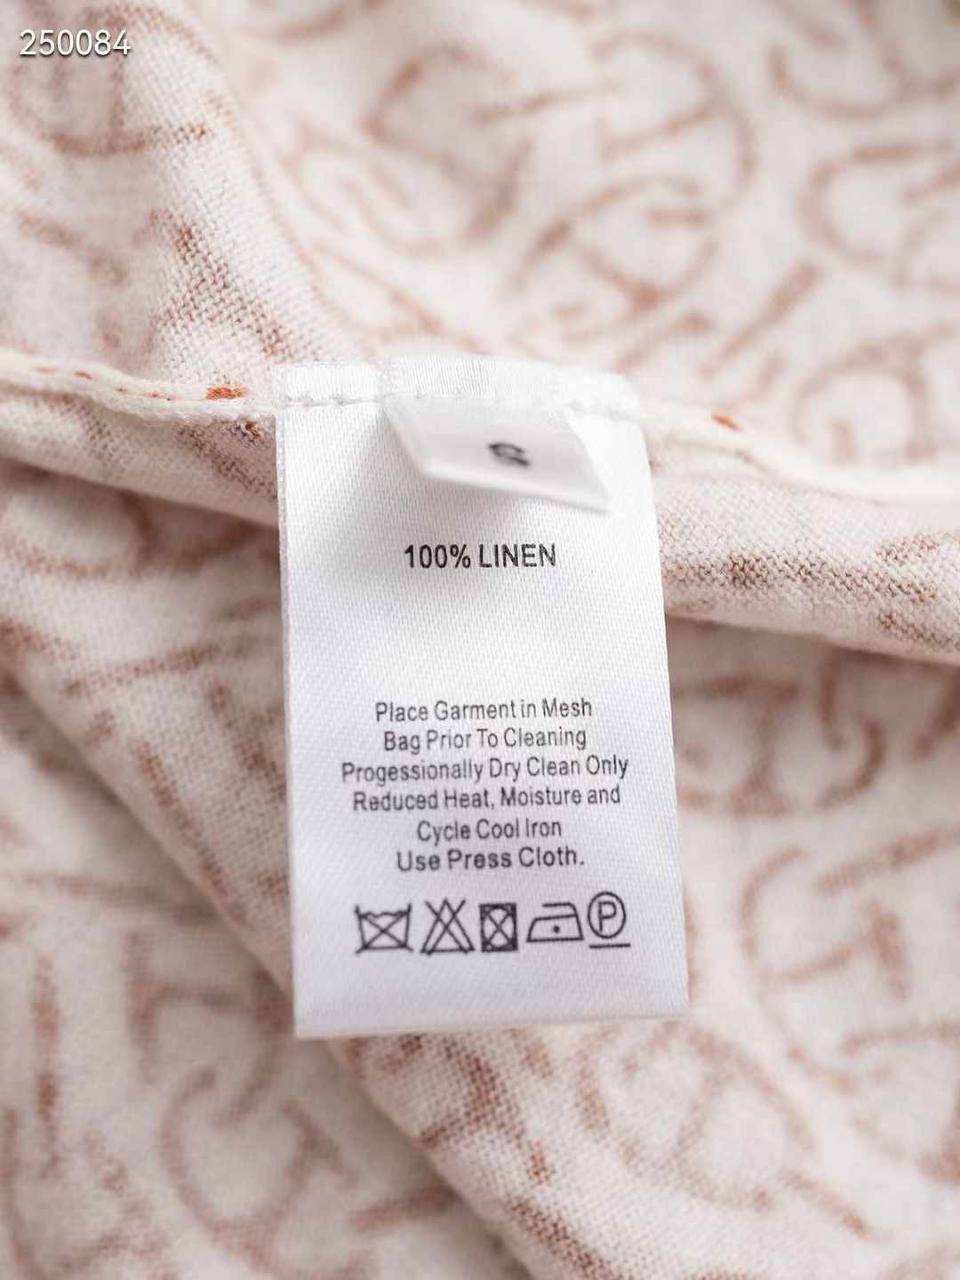 250084
100% LINEN
Place Garment in Mesh
Bag Prior To Cleaning
Progessionally Dry Clean Only
Reduced Heat, Moisture and
Cycle Cool Iron
Use Press Cloth.
P